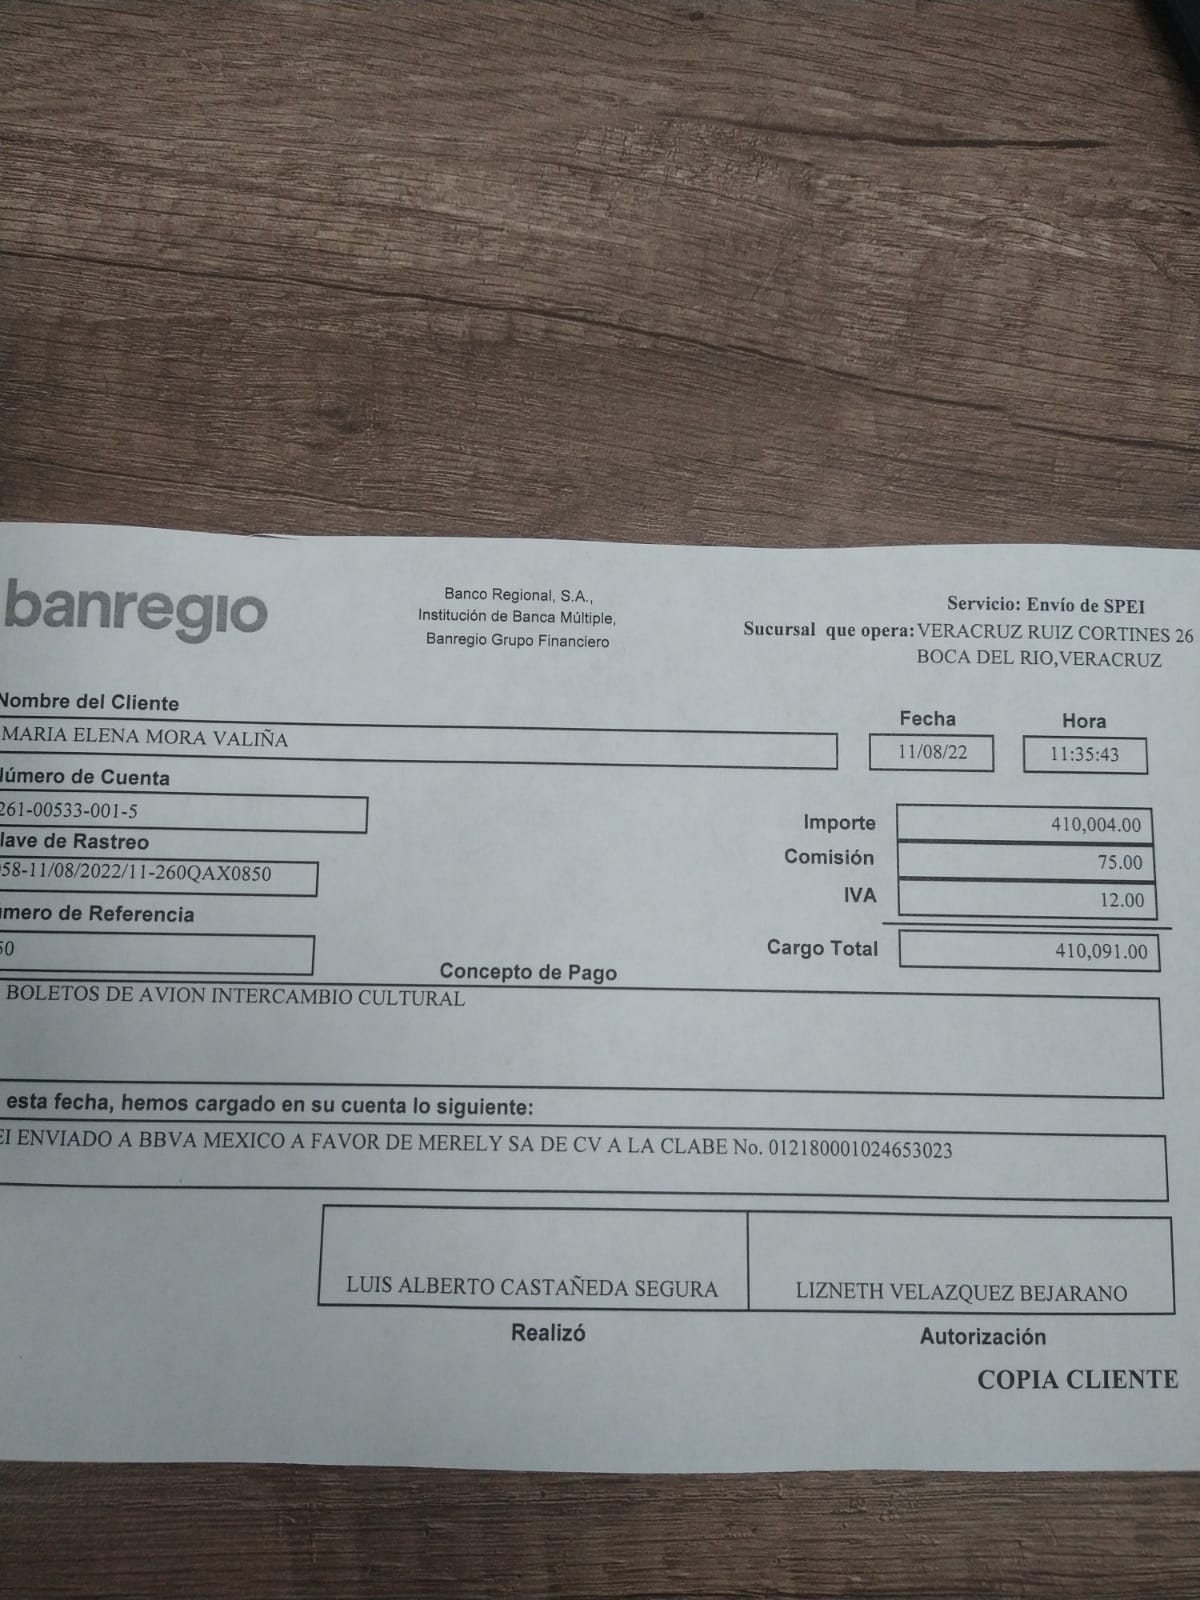 banregio
Banco Regional, S.A.,
Institución de Banca Múltiple,
Banregio Grupo Financiero
Servicio: Envío de SPEI
Sucursal que opera: VERACRUZ RUIZ CORTINES 26
BOCA DEL RIO,VERACRUZ
Nombre del Cliente
MARIA ELENA MORA VALIÑA
Fecha
11/08/22
Hora
11:35:43
Número de Cuenta
261-00533-001-5
lave de Rastreo
058-11/08/2022/11-260QAX0850
mero de Referencia
50
Importe 410,004.00
Comisión 75.00
IVA 12.00
Cargo Total 410,091.00
Concepto de Pago
BOLETOS DE AVION INTERCAMBIO CULTURAL
esta fecha, hemos cargado en su cuenta lo siguiente:
EI ENVIADO A BBVA MEXICO A FAVOR DE MERELY SA DE CV A LA CLABE No. 012180001024653023
LUIS ALBERTO CASTAÑEDA SEGURA
LIZNETH VELAZQUEZ BEJARANO
Realizó
Autorización
COPIA CLIENTE